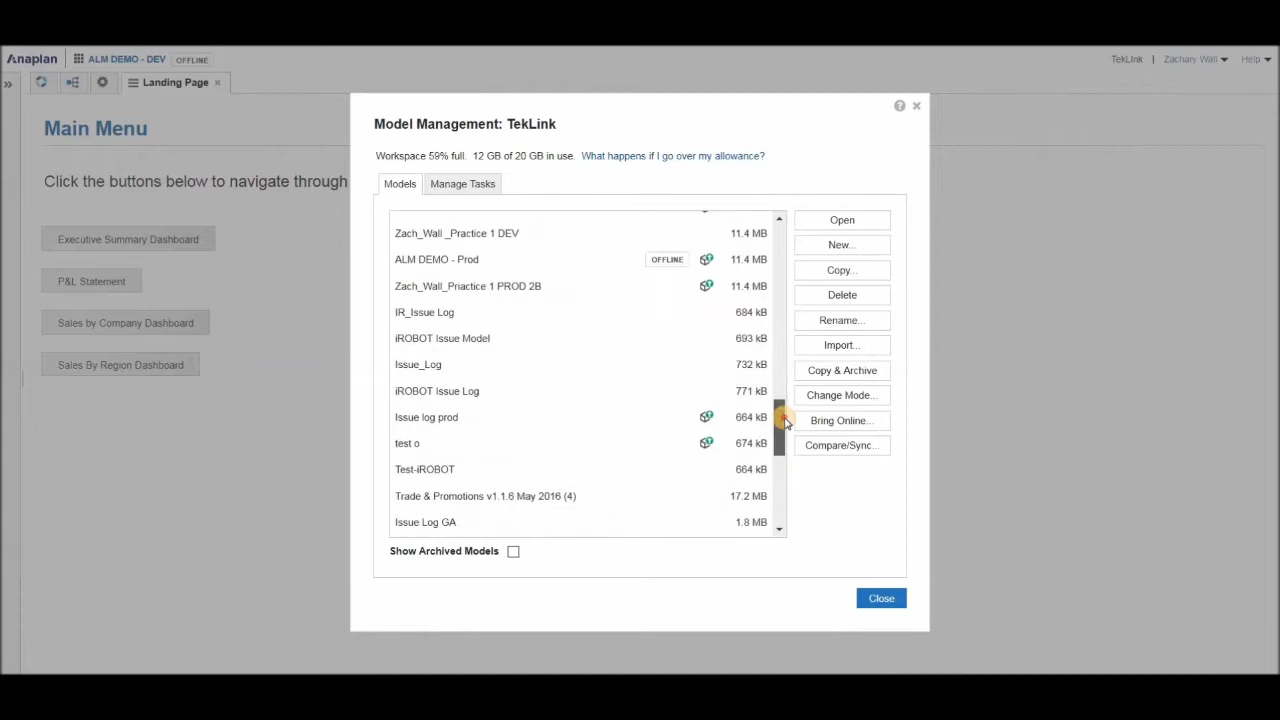 Anaplan ALM DEMO - DEV OFFLINE TekLink | Zachary Wall Help
Landing Page ×
Main Menu
Click the buttons below to navigate through
Executive Summary Dashboard
P&L Statement
Sales by Company Dashboard
Sales By Region Dashboard
Model Management: TekLink
Workspace 59% full. 12 GB of 20 GB in use. What happens if I go over my allowance?
Models Manage Tasks
Zach_Wall _Practice 1 DEV 11.4 MB
ALM DEMO - Prod OFFLINE 11.4 MB
Zach_Wall_Priactice 1 PROD 2B 11.4 MB
IR_Issue Log 684 kB
iROBOT Issue Model 693 kB
Issue_Log 732 kB
iROBOT Issue Log 771 kB
Issue log prod 664 kB
test o 674 kB
Test-iROBOT 664 kB
Trade & Promotions v1.1.6 May 2016 (4) 17.2 MB
Issue Log GA 1.8 MB
Open
New...
Copy...
Delete
Rename...
Import...
Copy & Archive
Change Mode...
Bring Online...
Compare/Sync...
Show Archived Models
Close